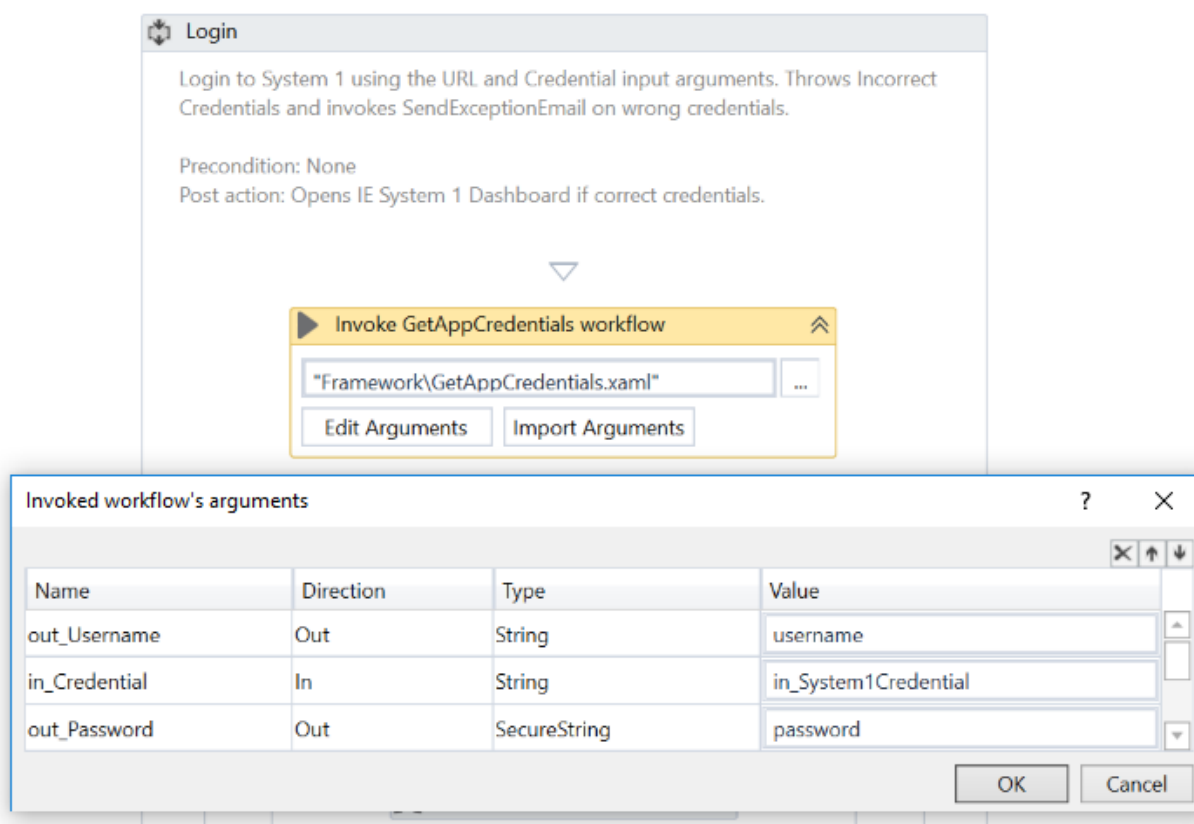 Login
Login to System 1 using the URL and Credential input arguments. Throws Incorrect
Credentials and invokes SendExceptionEmail on wrong credentials.
Precondition: None
Post action: Opens IE System 1 Dashboard if correct credentials.
Invoke GetAppCredentials workflow
"Framework\GetAppCredentials.xaml" ...
Edit Arguments Import Arguments
Invoked workflow's arguments ?
Name Direction Type Value
out_Username Out String username
in_Credential In String in_System1Credential
out_Password Out SecureString password
OK Cancel